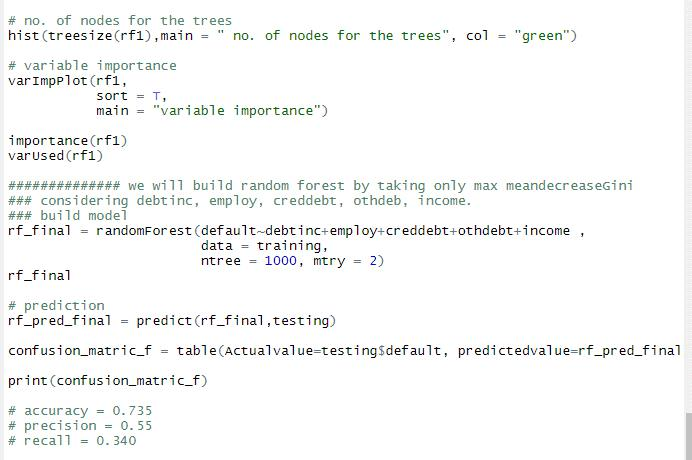 # no. of nodes for the trees
hist(treesize(rf1),main = " no. of nodes for the trees", col = "green")
# variable importance
varImpPlot(rf1,
sort = T,
main = "variable importance")
importance(rf1)
varUsed(rf1)
############## we will build random forest by taking only max meandecreaseGini
### considering debtinc, employ, creddebt, othdeb, income.
### build model
rf_final = randomForest(default~debtinc+employ+creddebt+othdebt+income ,
data = training,
ntree = 1000, mtry = 2)
rf_final
# prediction
rf_pred_final = predict(rf_final,testing)
confusion_matric_f = table(Actualvalue=testing$default, predictedvalue=rf_pred_final
print(confusion_matric_f)
# accuracy = 0.735
# precision = 0.55
# recall = 0.340